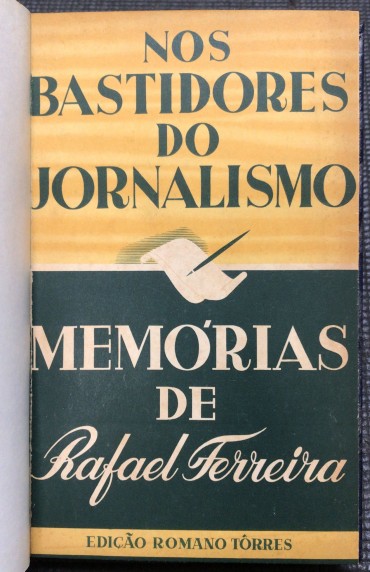 NOS
BASTIDORES
DO
JORNALISMO
MEMÓRIAS
DE
Rafael Ferreira
EDIÇÃO ROMANO TÔRRES